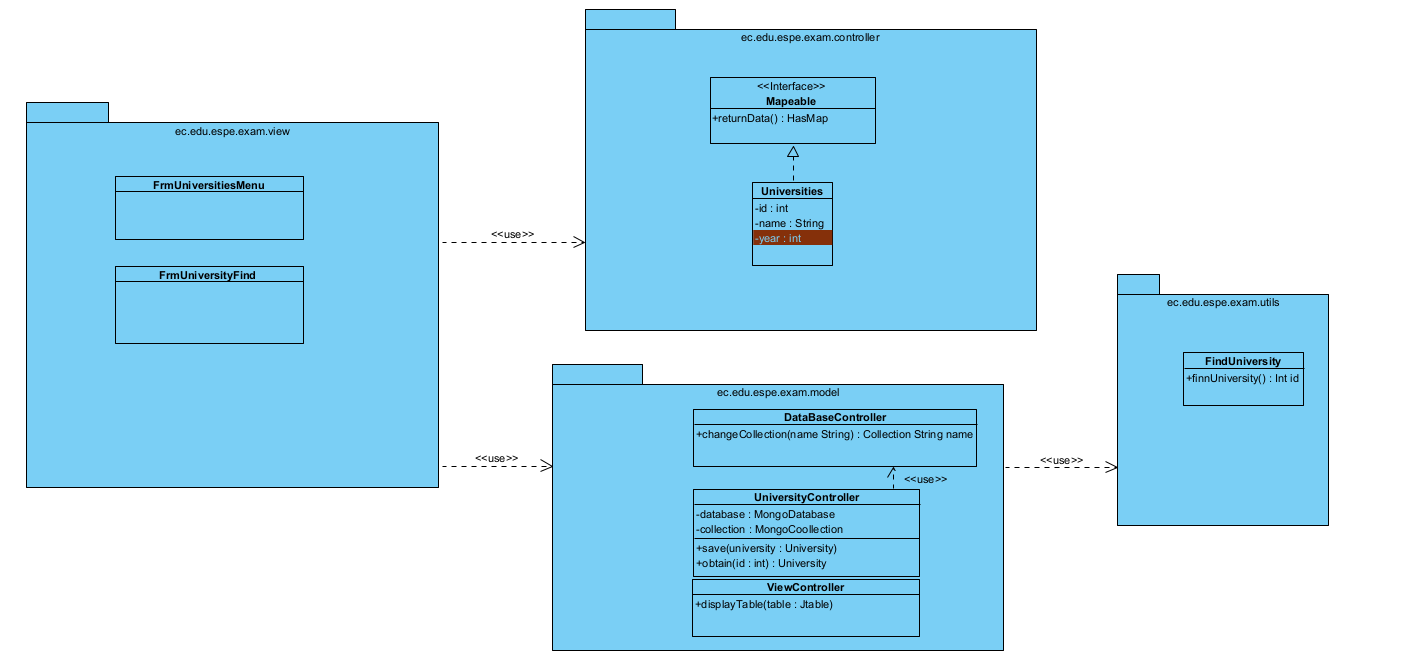 ec.edu.espe.exam.controller
<<Interface>>
Mapeable
+returnData() : HasMap
Universities
-id : int
-name : String
-year : int
ec.edu.espe.exam.view
FrmUniversitiesMenu
FrmUniversityFind
<<use>>
ec.edu.espe.exam.utils
FindUniversity
+finnUniversity() : Int id
ec.edu.espe.exam.model
DataBaseController
+changeCollection(name String) : Collection String name
<<use>>
<<use>>
<<use>>
UniversityController
-database : MongoDatabase
-collection : MongoCoollection
+save(university : University)
+obtain(id : int) : University
ViewController
+displayTable(table : Jtable)